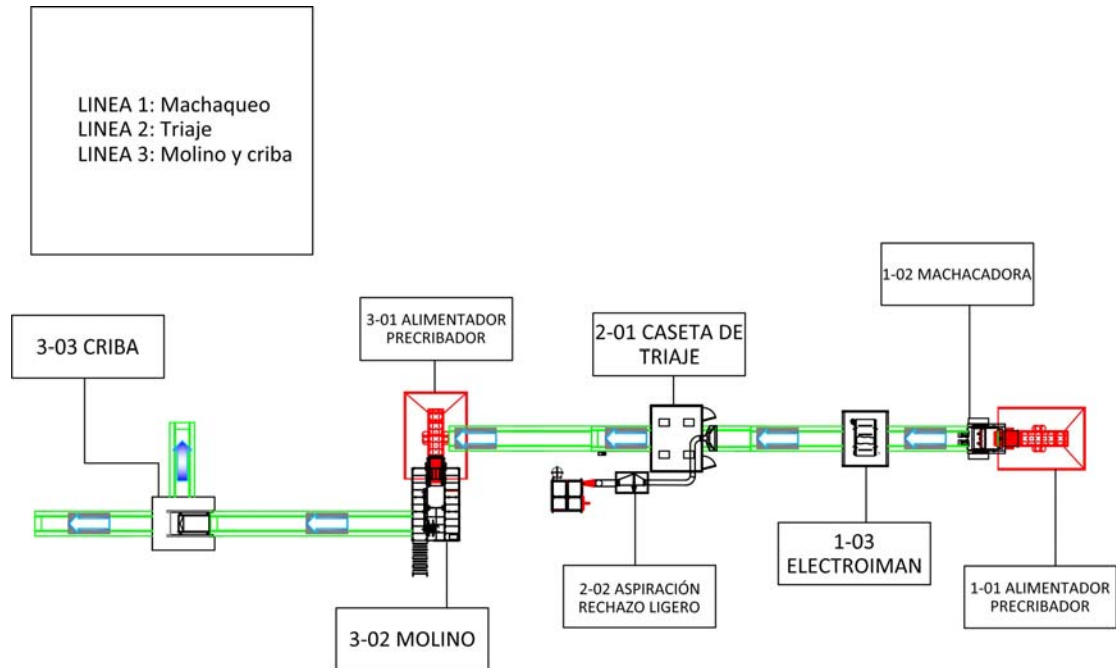 LINEA 1: Machaqueo
LINEA 2: Triaje
LINEA 3: Molino y criba
1-02 MACHACADORA
3-01 ALIMENTADOR
PRECRIBADOR
2-01 CASETA DE
TRIAJE
3-03 CRIBA
1-03
ELECTROIMAN
2-02 ASPIRACIÓN
RECHAZO LIGERO
1-01 ALIMENTADOR
PRECRIBADOR
3-02 MOLINO